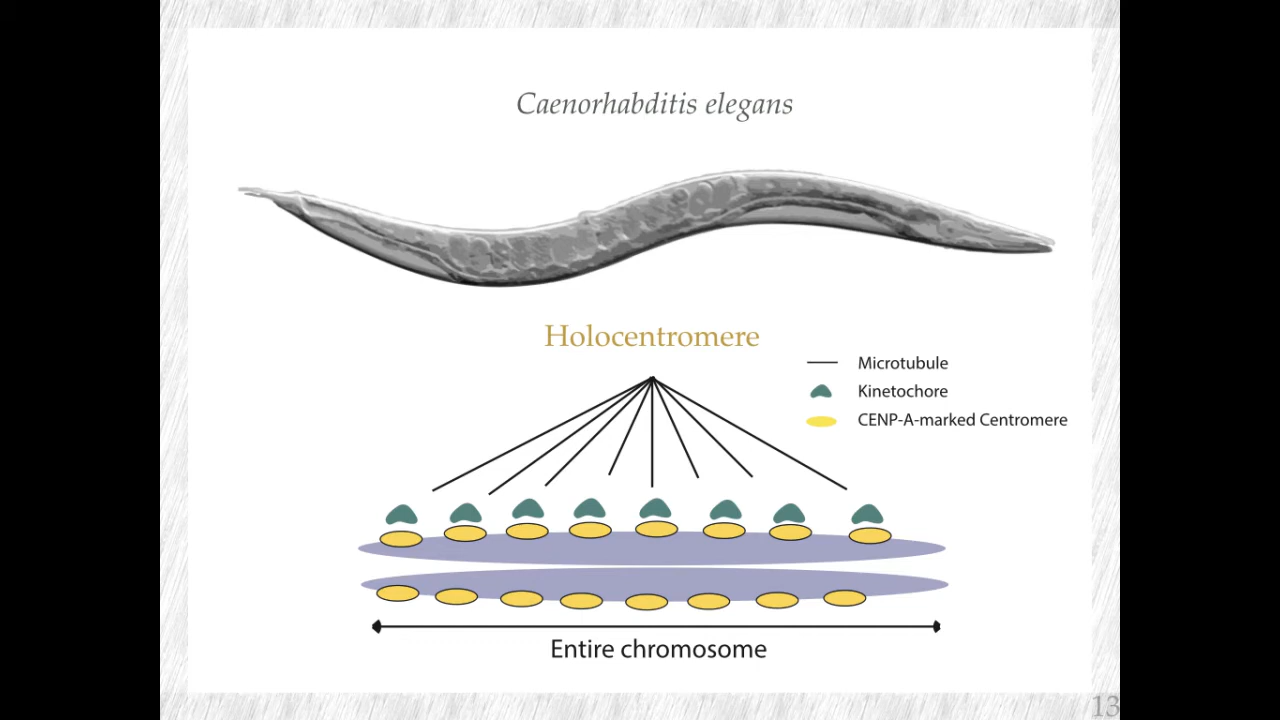 Caenorhabditis elegans
Holocentromere
Microtubule
Kinetochore
CENP-A-marked Centromere
Entire chromosome
13